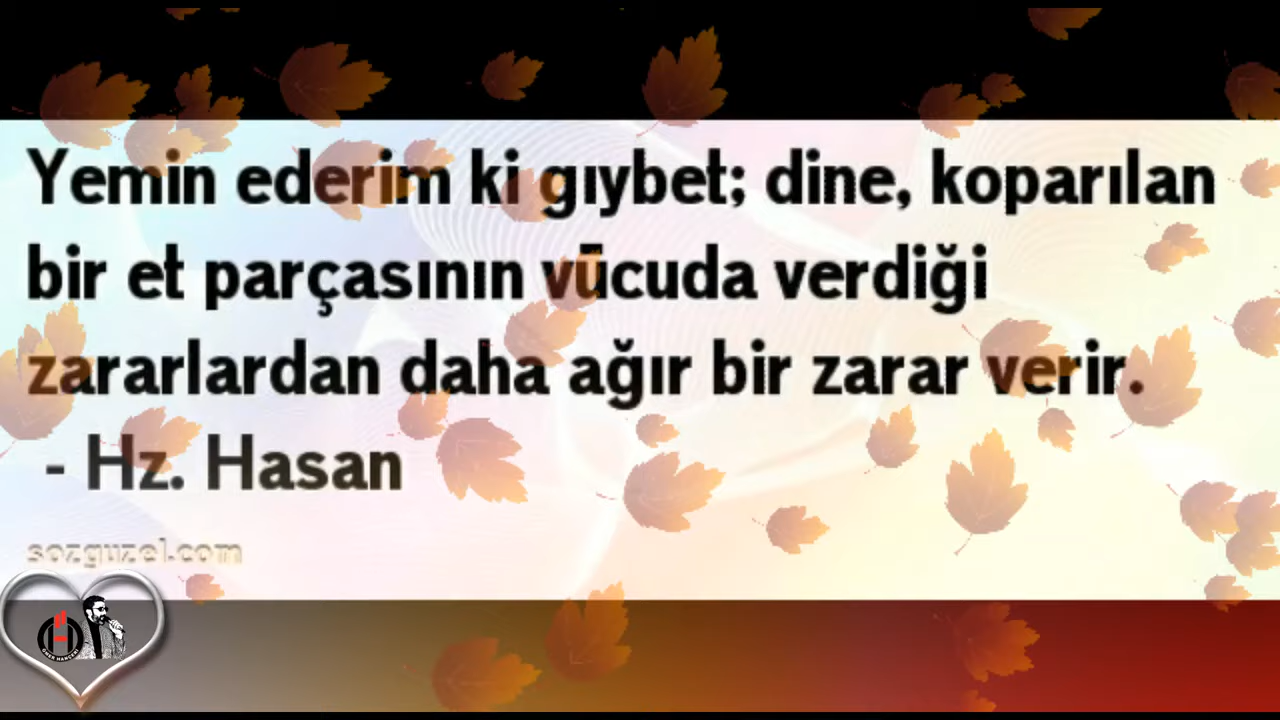 Yemin ederim ki gıybet; dine, koparılan
bir et parçasının vücuda verdiği
zararlardan daha ağır bir zarar verir.
- Hz. Hasan
sozguzel.com